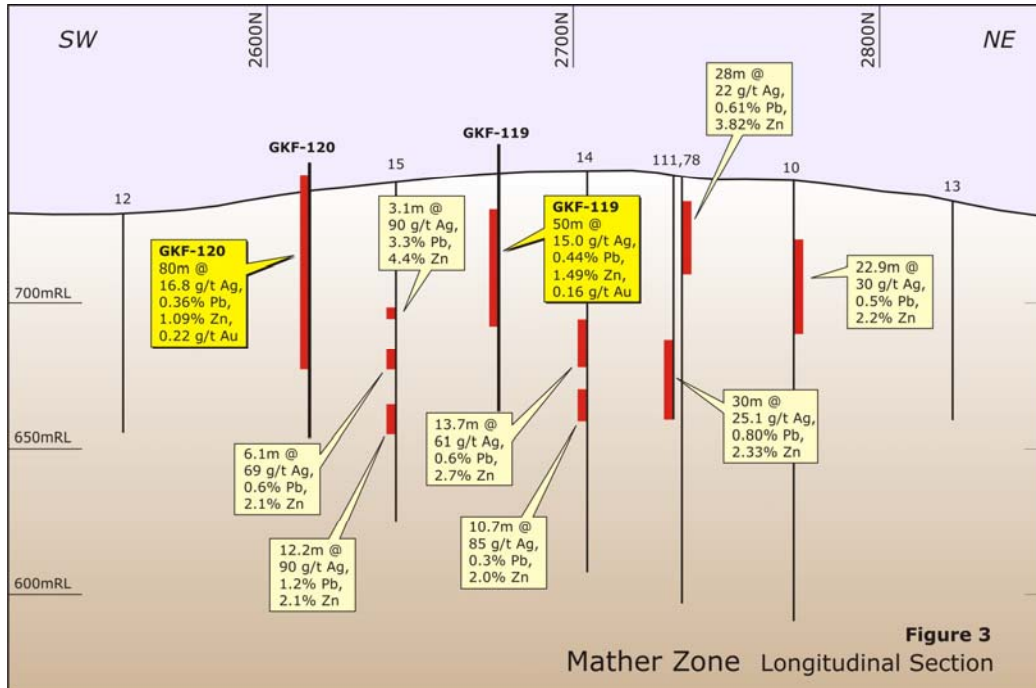 SW
2600N
2700N
2800N
NE
GKF-120
GKF-119
12
15
14
111,78
10
13
28m @
22 g/t Ag,
0.61% Pb,
3.82% Zn
3.1m @
90 g/t Ag,
3.3% Pb,
4.4% Zn
GKF-119
50m @
15.0 g/t Ag,
0.44% Pb,
1.49% Zn,
0.16 g/t Au
GKF-120
80m @
16.8 g/t Ag,
0.36% Pb,
1.09% Zn,
0.22 g/t Au
22.9m @
30 g/t Ag,
0.5% Pb,
2.2% Zn
700mRL
650mRL
600mRL
6.1m @
69 g/t Ag,
0.6% Pb,
2.1% Zn
13.7m @
61 g/t Ag,
0.6% Pb,
2.7% Zn
30m @
25.1 g/t Ag,
0.80% Pb,
2.33% Zn
12.2m @
90 g/t Ag,
1.2% Pb,
2.1% Zn
10.7m @
85 g/t Ag,
0.3% Pb,
2.0% Zn
Figure 3
Mather Zone Longitudinal Section